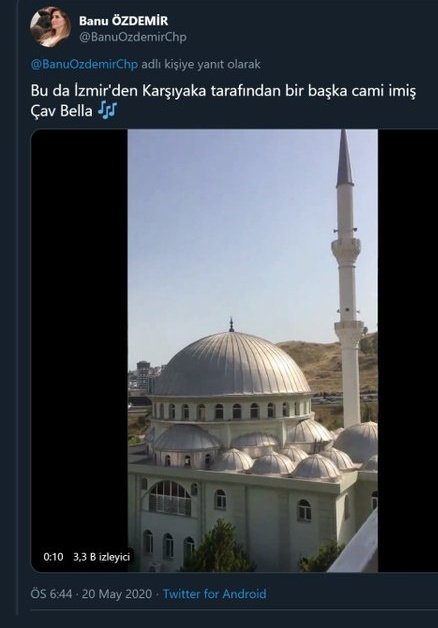 Banu ÖZDEMİR
@BanuOzdemirChp
@BanuOzdemirChp adlı kişiye yanıt olarak
Bu da İzmir'den Karşıyaka tarafından bir başka cami imiş
Çav Bella 🎶
0:10 3,3 B izleyici
ÖS 6:44 · 20 May 2020 · Twitter for Android